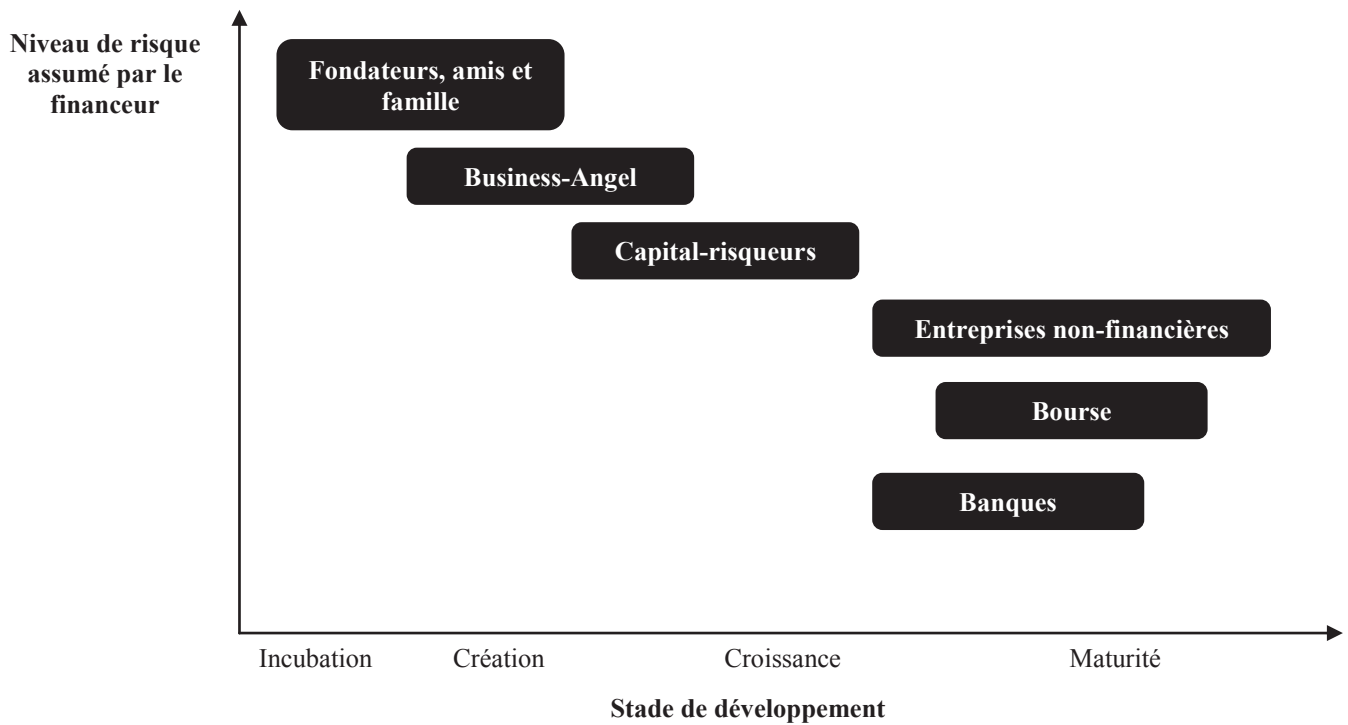 Niveau de risque
assumé par le
financeur
Fondateurs, amis et
famille
Business-Angel
Capital-risqueurs
Entreprises non-financières
Bourse
Banques
Incubation
Création
Croissance
Maturité
Stade de développement